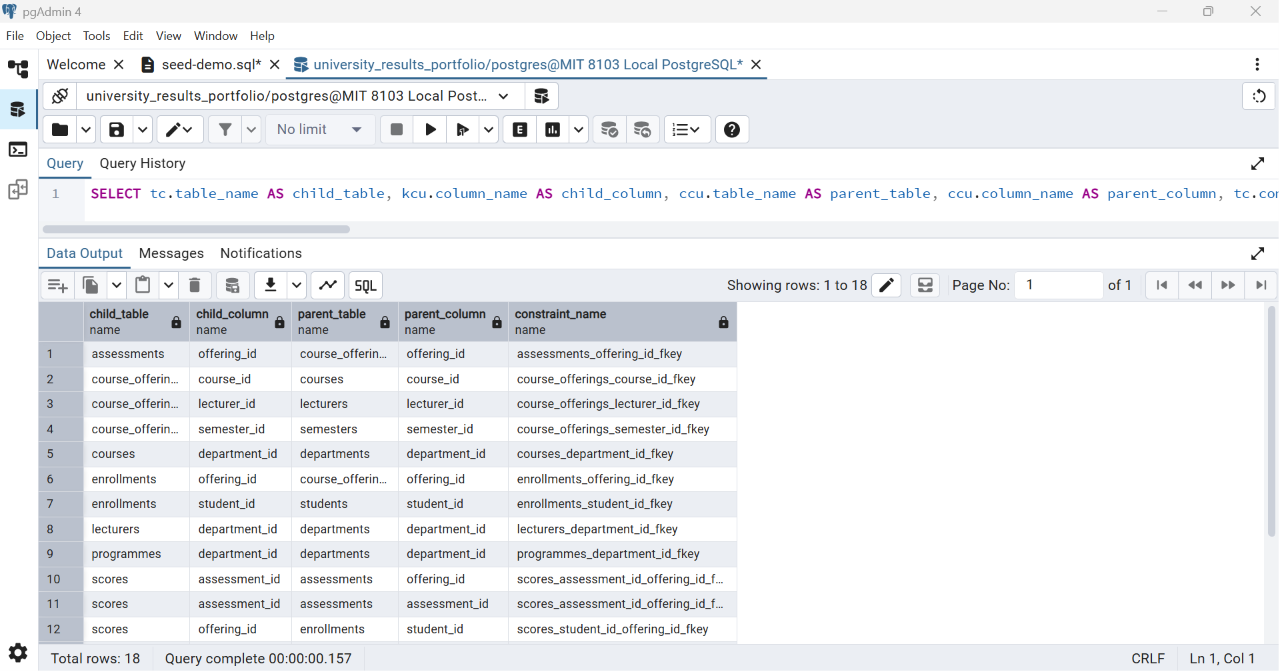 pgAdmin 4
File Object Tools Edit View Window Help
Welcome seed-demo.sql* university_results_portfolio/postgres@MIT 8103 Local PostgreSQL*
university_results_portfolio/postgres@MIT 8103 Local Post...
No limit E
Query Query History
1 SELECT tc.table_name AS child_table, kcu.column_name AS child_column, ccu.table_name AS parent_table, ccu.column_name AS parent_column, tc.con
Data Output Messages Notifications
SQL Showing rows: 1 to 18 Page No: 1 of 1
child_table child_column parent_table parent_column constraint_name
name name name name name
1 assessments offering_id course_offerin... offering_id assessments_offering_id_fkey
2 course_offerin... course_id courses course_id course_offerings_course_id_fkey
3 course_offerin... lecturer_id lecturers lecturer_id course_offerings_lecturer_id_fkey
4 course_offerin... semester_id semesters semester_id course_offerings_semester_id_fkey
5 courses department_id departments department_id courses_department_id_fkey
6 enrollments offering_id course_offerin... offering_id enrollments_offering_id_fkey
7 enrollments student_id students student_id enrollments_student_id_fkey
8 lecturers department_id departments department_id lecturers_department_id_fkey
9 programmes department_id departments department_id programmes_department_id_fkey
10 scores assessment_id assessments offering_id scores_assessment_id_offering_id_f...
11 scores assessment_id assessments assessment_id scores_assessment_id_offering_id_f...
12 scores offering_id enrollments student_id scores_student_id_offering_id_fkey
Total rows: 18 Query complete 00:00:00.157 CRLF Ln 1, Col 1